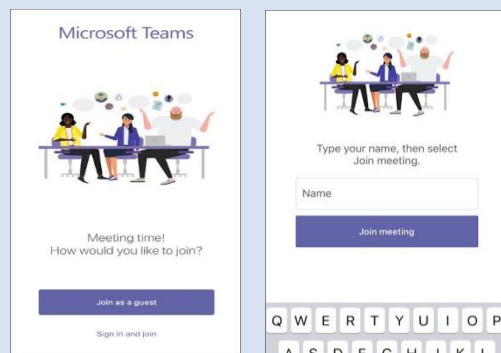 Microsoft Teams
Meeting time!
How would you like to join?
Join as a guest
Sign in and join
Type your name, then select
Join meeting.
Name
Join meeting
Q W E R T Y U I O P
A S D F G H J K L